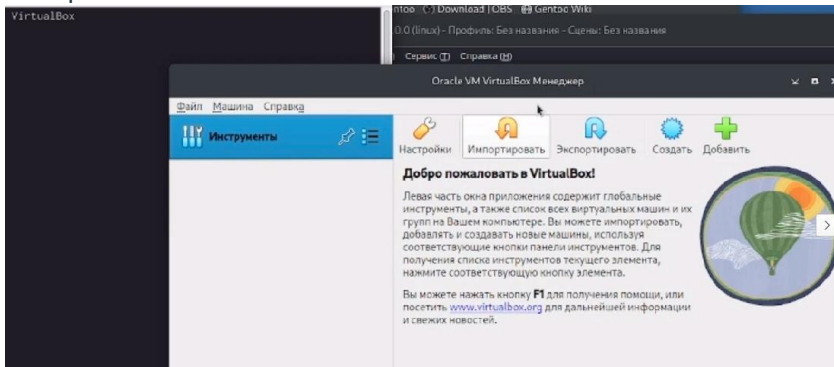 VirtualBox
ntoo
Download | OBS
Gentoo Wiki
0.0 (linux) - Профиль: Без названия - Сцены: Без названия
Сервис (T) Справка (H)
Oracle VM VirtualBox Менеджер
Файл Машина Справка
Инструменты
Настройки Импортировать Экспортировать Создать Добавить
Добро пожаловать в VirtualBox!
Левая часть окна приложения содержит глобальные
инструменты, а также список всех виртуальных машин и их
групп на Вашем компьютере. Вы можете импортировать,
добавлять и создавать новые машины, используя
соответствующие кнопки панели инструментов. Для
получения списка инструментов текущего элемента,
нажмите соответствующую кнопку элемента.
Вы можете нажать кнопку F1 для получения помощи, или
посетить www.virtualbox.org для дальнейшей информации
и свежих новостей.